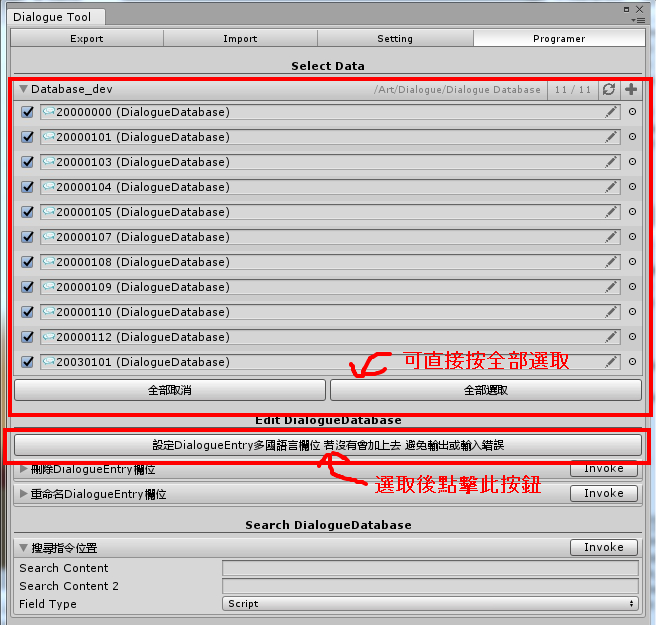 Dialogue Tool
Export Import Setting Programer
Select Data
Database_dev /Art/Dialogue/Dialogue Database 11 / 11
20000000 (DialogueDatabase)
20000101 (DialogueDatabase)
20000103 (DialogueDatabase)
20000104 (DialogueDatabase)
20000105 (DialogueDatabase)
20000107 (DialogueDatabase)
20000108 (DialogueDatabase)
20000109 (DialogueDatabase)
20000110 (DialogueDatabase)
20000112 (DialogueDatabase)
20030101 (DialogueDatabase)
可直接按全部選取
全部取消 全部選取
Edit DialogueDatabase
設定DialogueEntry多國語言欄位 若沒有會加上去 避免輸出或輸入錯誤
刪除DialogueEntry欄位 Invoke
選取後點擊此按鈕
重命名DialogueEntry欄位 Invoke
Search DialogueDatabase
搜尋指令位置 Invoke
Search Content
Search Content 2
Field Type Script